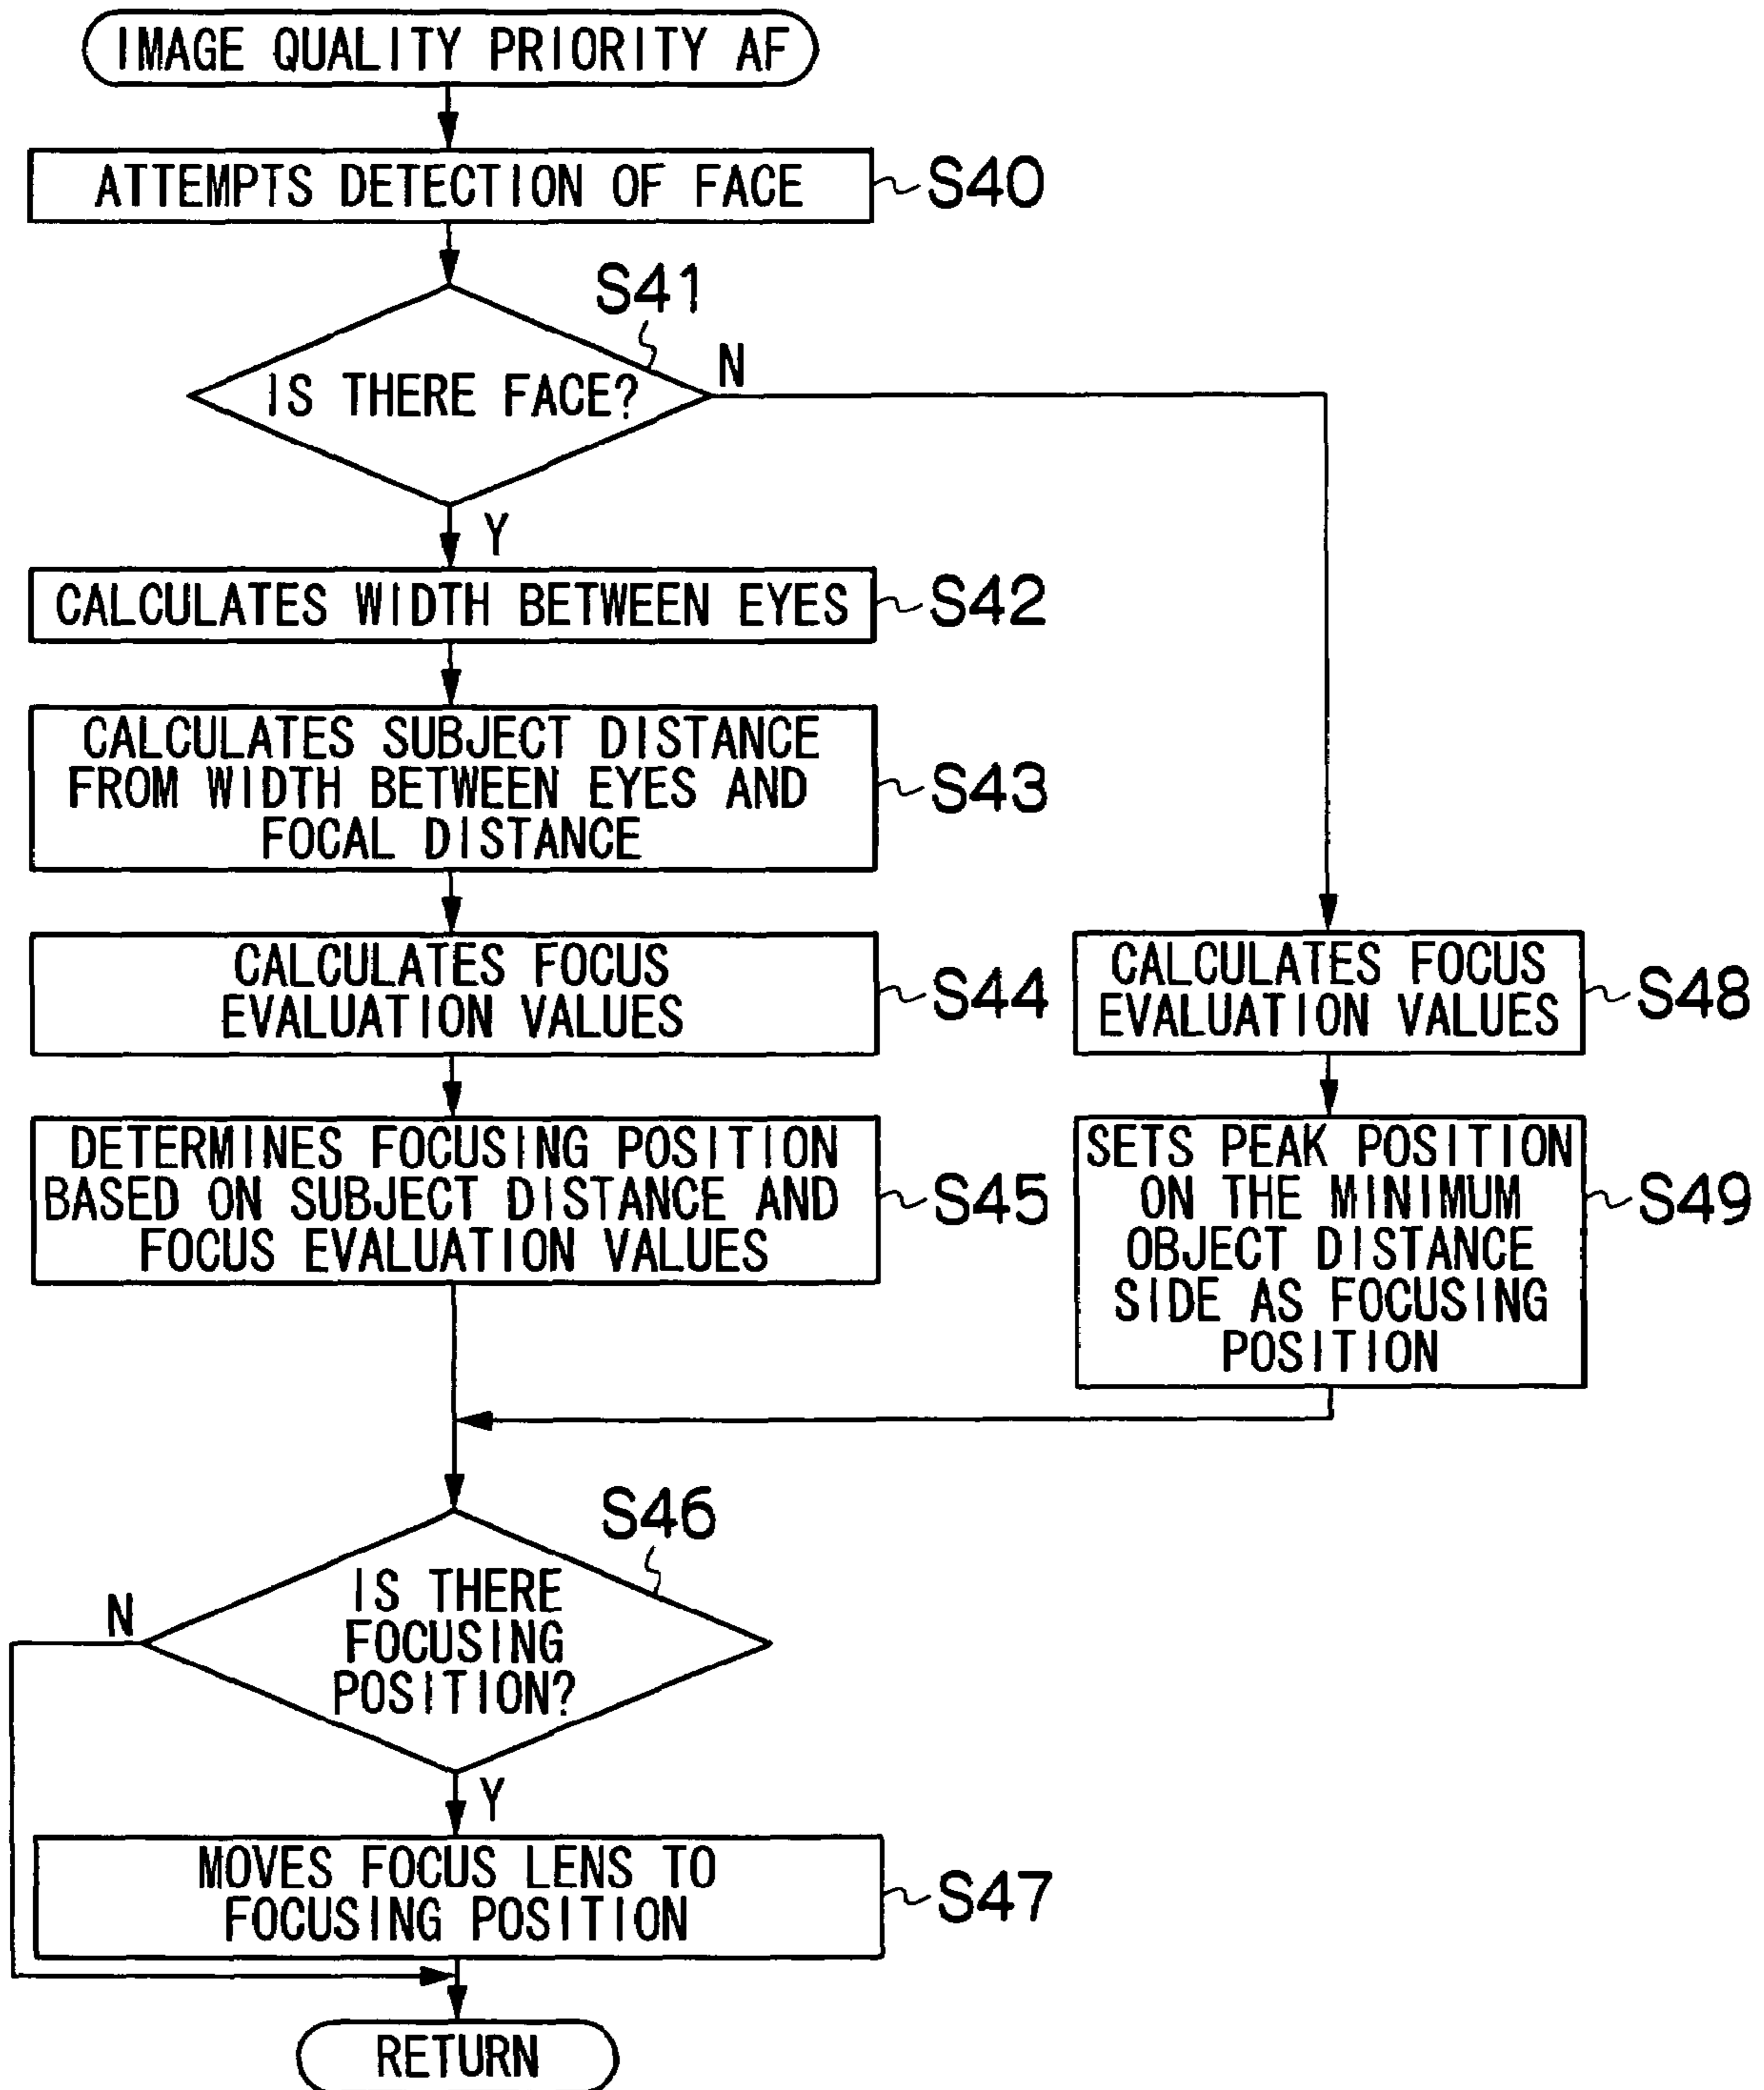 IMAGE QUALITY PRIORITY AF
ATTEMPTS DETECTION OF FACE
S40
S41
IS THERE FACE?
N
Y
CALCULATES WIDTH BETWEEN EYES
S42
CALCULATES SUBJECT DISTANCE
FROM WIDTH BETWEEN EYES AND
FOCAL DISTANCE
S43
CALCULATES FOCUS
EVALUATION VALUES
S44
CALCULATES FOCUS
EVALUATION VALUES
S48
DETERMINES FOCUSING POSITION
BASED ON SUBJECT DISTANCE AND
FOCUS EVALUATION VALUES
S45
SETS PEAK POSITION
ON THE MINIMUM
OBJECT DISTANCE
SIDE AS FOCUSING
POSITION
S49
S46
IS THERE
FOCUSING
POSITION?
N
Y
MOVES FOCUS LENS TO
FOCUSING POSITION
S47
RETURN